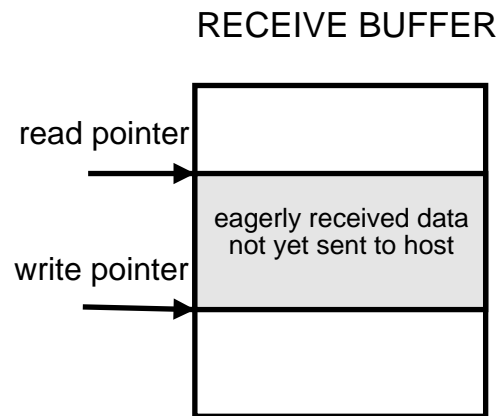 RECEIVE BUFFER
read pointer
eagerly received data
not yet sent to host
write pointer